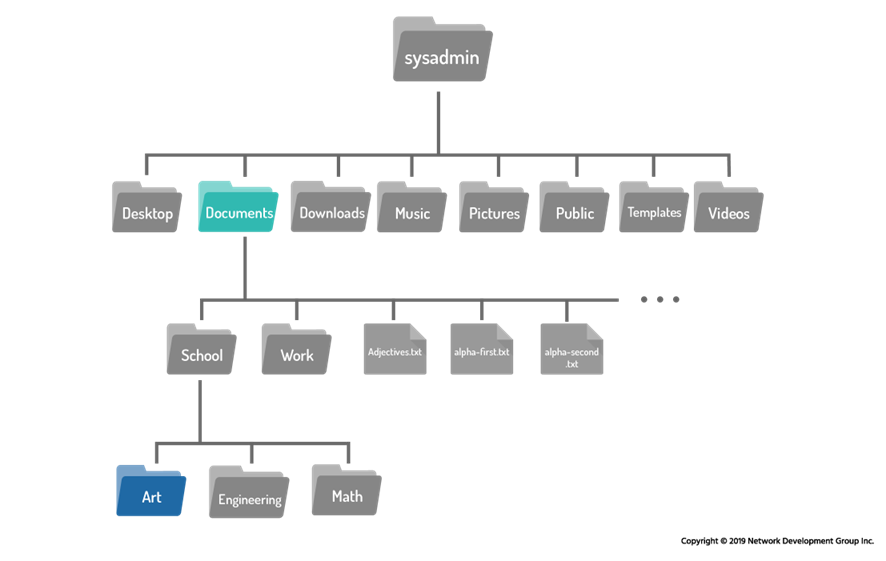 sysadmin
Desktop
Documents
Downloads
Music
Pictures
Public
Templates
Videos
School
Work
Adjectives.txt
alpha-first.txt
alpha-second
.txt
Art
Engineering
Math
Copyright © 2019 Network Development Group Inc.